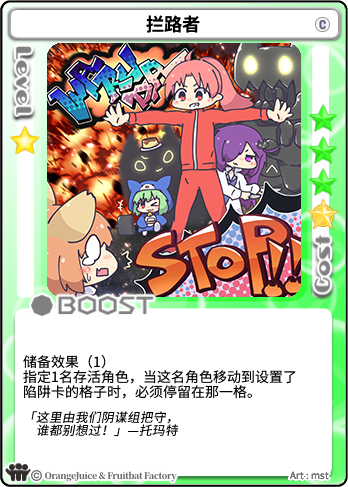 拦路者
C
Level
STOP!!
Cost
BOOST
储备效果（1）
指定1名存活角色，当这名角色移动到设置了
陷阱卡的格子时，必须停留在那一格。
「这里由我们阴谋组把守，
谁都别想过！」—托玛特
© OrangeJuice & Fruitbat Factory
Art : mst